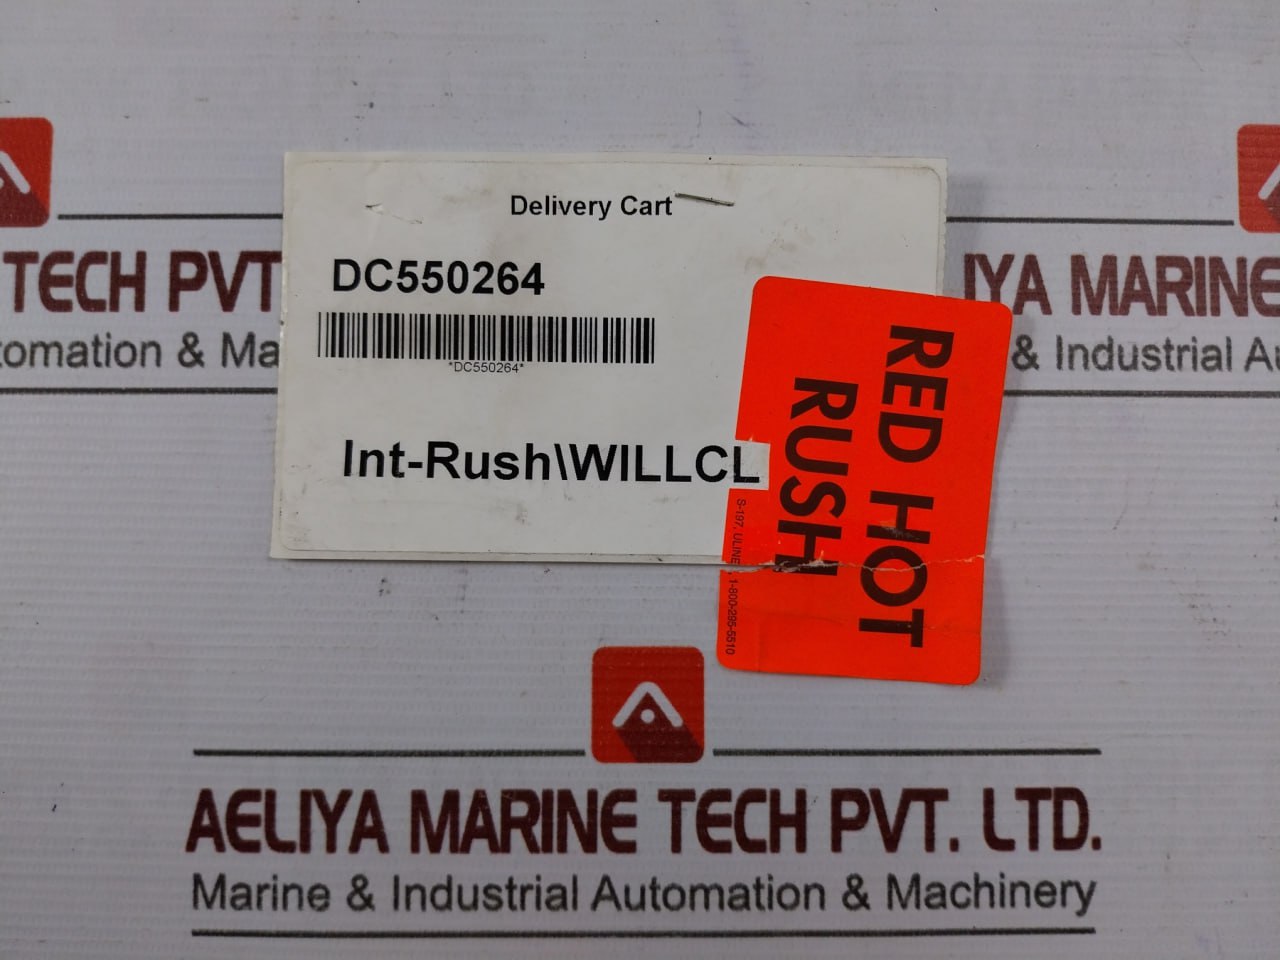 Delivery Cart
DC550264
*DC550264*
Int-Rush\WILLCL
RED HOT
RUSH
S-197, ULINE
1-800-295-5510
TECH PVT
tomation & Ma
IYA MARINE
& Industrial Au
AELIYA MARINE TECH PVT. LTD.
Marine & Industrial Automation & Machinery